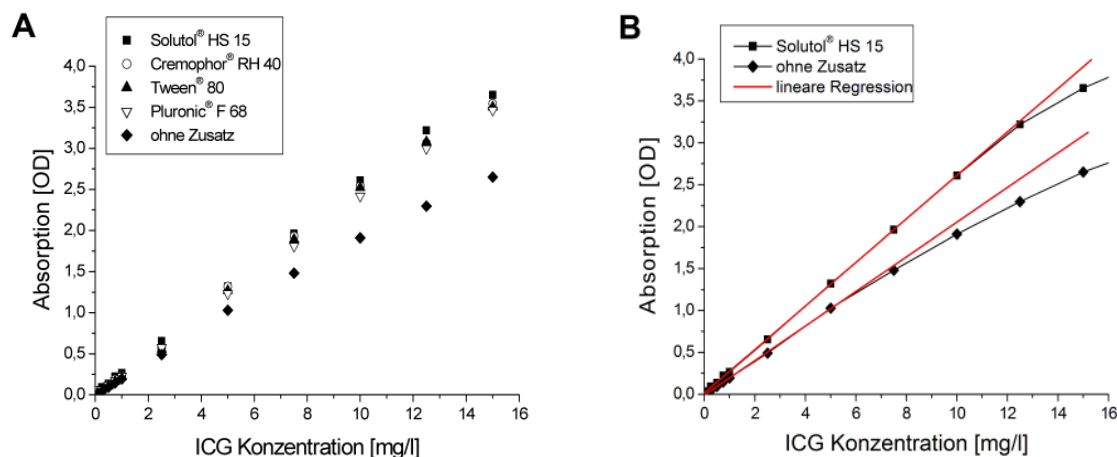 A
Solutol® HS 15
Cremophor® RH 40
Tween® 80
Pluronic® F 68
ohne Zusatz
Absorption [OD]
4,0
3,5
3,0
2,5
2,0
1,5
1,0
0,5
0,0
0 2 4 6 8 10 12 14 16
ICG Konzentration [mg/l]
B
Solutol® HS 15
ohne Zusatz
lineare Regression
Absorption [OD]
4,0
3,5
3,0
2,5
2,0
1,5
1,0
0,5
0,0
0 2 4 6 8 10 12 14 16
ICG Konzentration [mg/l]